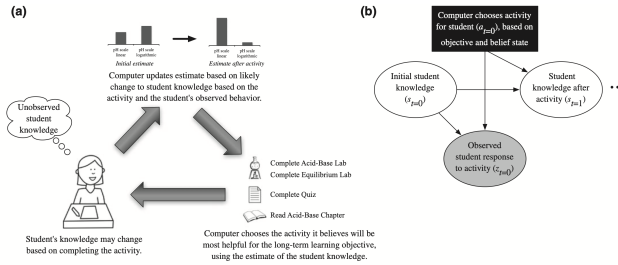 (a)
pH scale linear
pH scale logarithmic
Initial estimate
pH scale linear
pH scale logarithmic
Estimate after activity
Computer updates estimate based on likely
change to student knowledge based on the
activity and the student's observed behavior.
Unobserved
student
knowledge
Complete Acid-Base Lab
Complete Equilibrium Lab
Complete Quiz
Read Acid-Base Chapter
Student's knowledge may change
based on completing the activity.
Computer chooses the activity it believes will be
most helpful for the long-term learning objective,
using the estimate of the student knowledge.
(b)
Computer chooses activity
for student (a_{t=0}), based on
objective and belief state
Initial student
knowledge
(s_{t=0})
Student
knowledge after
activity (s_{t=1})
Observed
student response
to activity (z_{t=0})